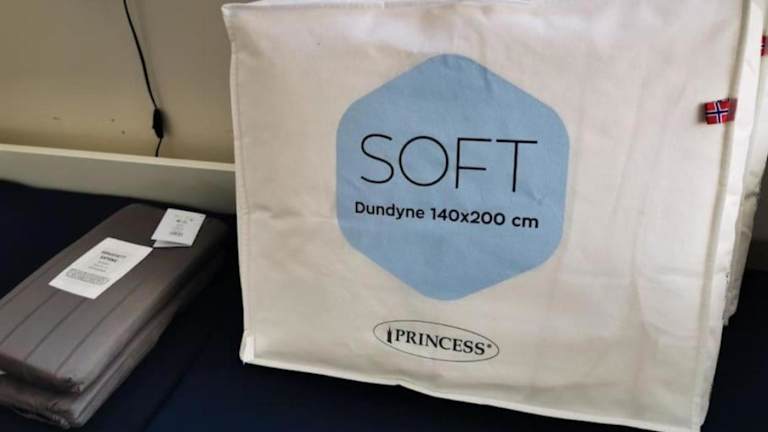 SOFT
Dundyne 140x200 cm
PRINCESS®